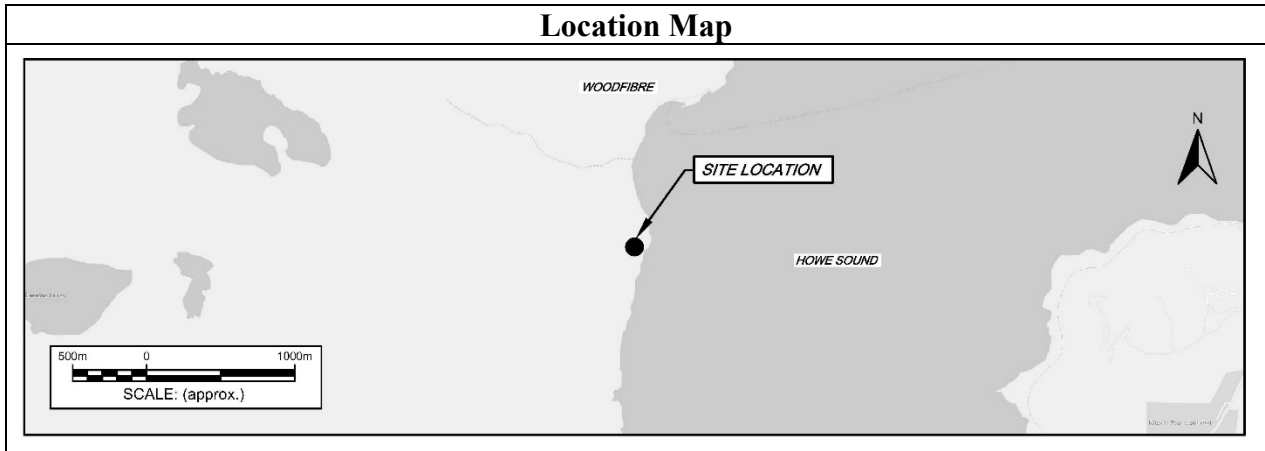 Location Map
WOODFIBRE
N
SITE LOCATION
HOWE SOUND
500m 0 1000m
SCALE: (approx.)